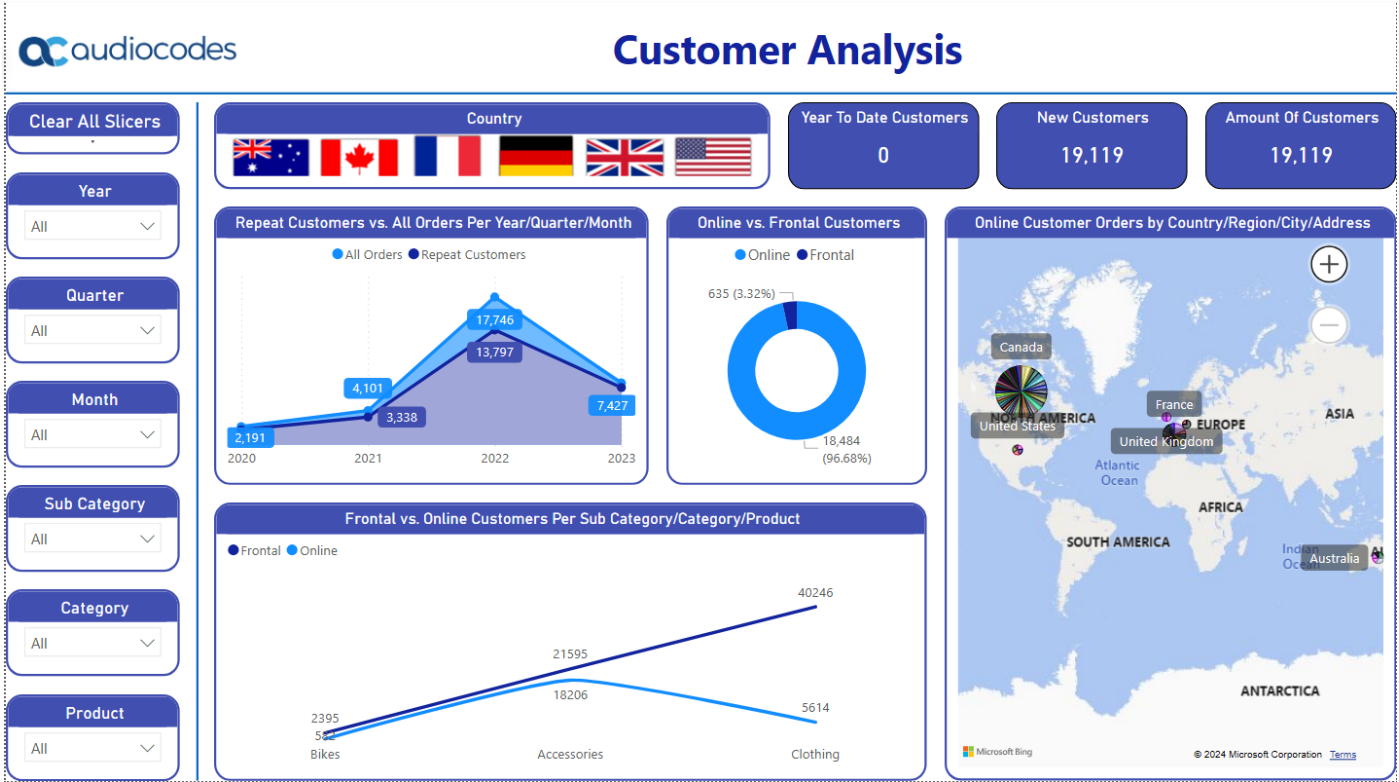 audiocodes
Customer Analysis
Clear All Slicers
Country
Year To Date Customers
0
New Customers
19,119
Amount Of Customers
19,119
Year
All
Quarter
All
Month
All
Sub Category
All
Category
All
Product
All
Repeat Customers vs. All Orders Per Year/Quarter/Month
All Orders Repeat Customers
17,746
13,797
4,101
3,338
7,427
2,191
2020 2021 2022 2023
Online vs. Frontal Customers
Online Frontal
635 (3.32%)
18,484
(96.68%)
Online Customer Orders by Country/Region/City/Address
Canada
NORTH AMERICA
United States
France
EUROPE
ASIA
United Kingdom
Atlantic
Ocean
AFRICA
SOUTH AMERICA
Indian
Ocean
Australia
ANTARCTICA
Microsoft Bing
© 2024 Microsoft Corporation Terms
Frontal vs. Online Customers Per Sub Category/Category/Product
Frontal Online
40246
21595
18206
5614
2395
582
Bikes Accessories Clothing